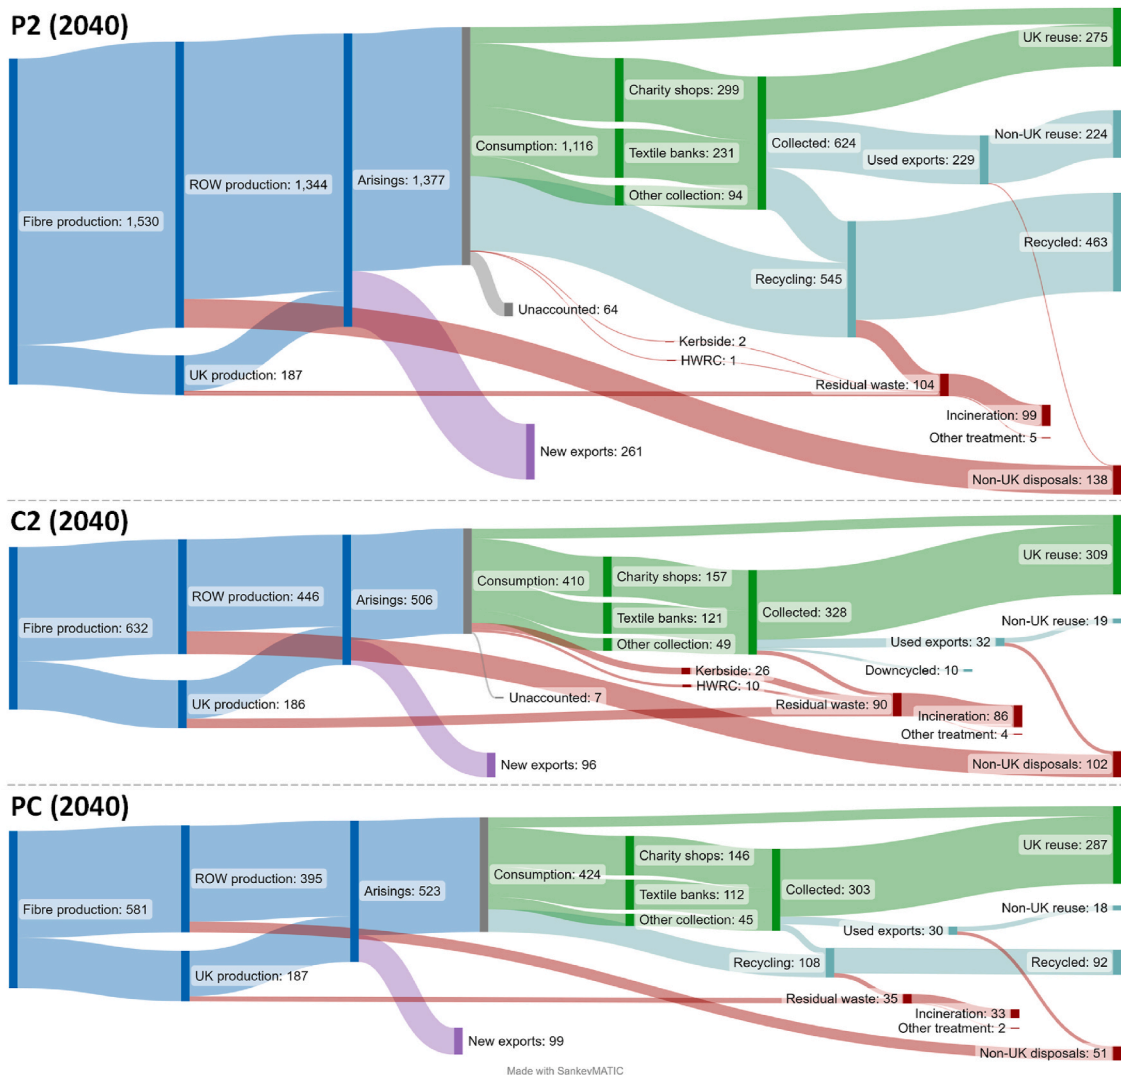 P2 (2040)
UK reuse: 275
Charity shops: 299
Non-UK reuse: 224
Consumption: 1,116
Textile banks: 231
Collected: 624
Used exports: 229
ROW production: 1,344
Arisings: 1,377
Other collection: 94
Fibre production: 1,530
Recycled: 463
Recycling: 545
Unaccounted: 64
Kerbside: 2
HWRC: 1
UK production: 187
Residual waste: 104
Incineration: 99
Other treatment: 5
New exports: 261
Non-UK disposals: 138
C2 (2040)
UK reuse: 309
Consumption: 410
Charity shops: 157
ROW production: 446
Arisings: 506
Collected: 328
Textile banks: 121
Non-UK reuse: 19
Fibre production: 632
Other collection: 49
Used exports: 32
Kerbside: 26
Downcycled: 10
HWRC: 10
UK production: 186
Unaccounted: 7
Residual waste: 90
Incineration: 86
Other treatment: 4
New exports: 96
Non-UK disposals: 102
PC (2040)
UK reuse: 287
Charity shops: 146
Consumption: 424
ROW production: 395
Arisings: 523
Collected: 303
Textile banks: 112
Non-UK reuse: 18
Fibre production: 581
Other collection: 45
Used exports: 30
Recycling: 108
Recycled: 92
UK production: 187
Residual waste: 35
Incineration: 33
Other treatment: 2
New exports: 99
Non-UK disposals: 51
Made with SankeyMATIC